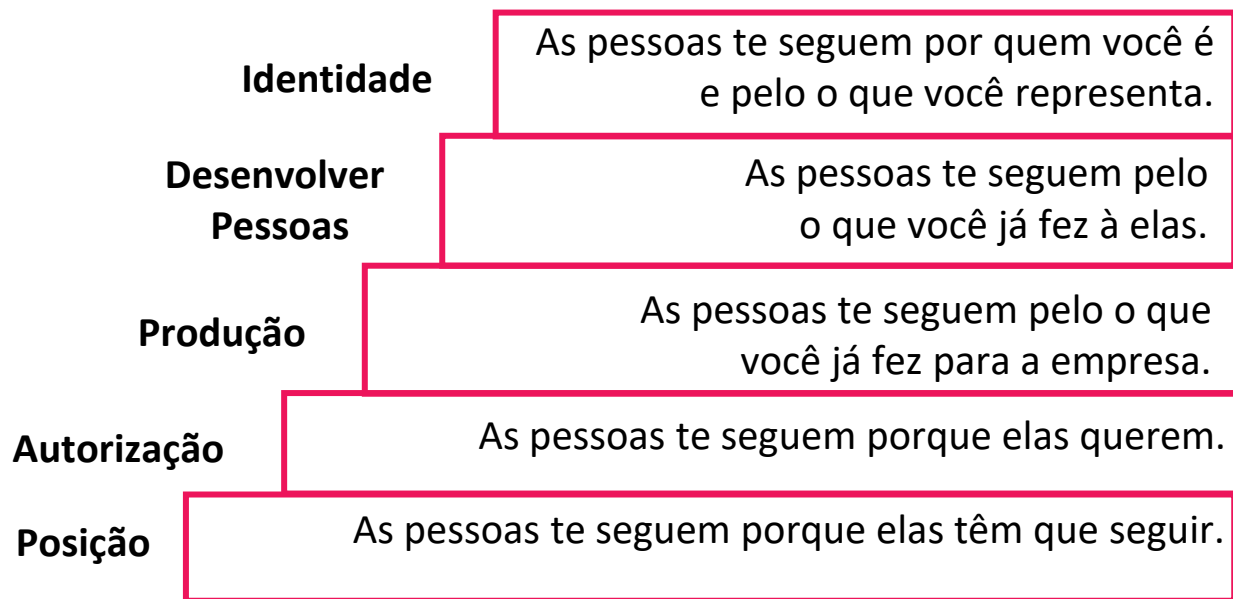 Identidade
As pessoas te seguem por quem você é
e pelo o que você representa.
Desenvolver
Pessoas
As pessoas te seguem pelo
o que você já fez à elas.
Produção
As pessoas te seguem pelo o que
você já fez para a empresa.
Autorização
As pessoas te seguem porque elas querem.
Posição
As pessoas te seguem porque elas têm que seguir.